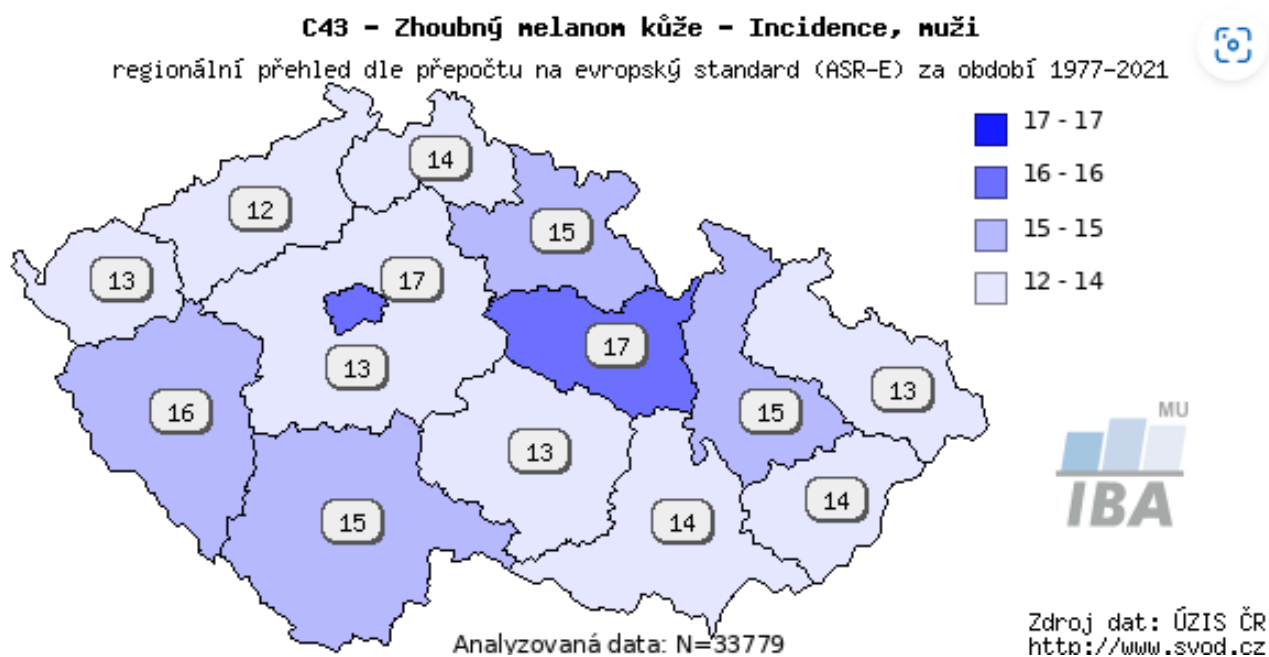 C43 - Zhoubný melanom kůže - Incidence, muži
regionální přehled dle přepočtu na evropský standard (ASR-E) za období 1977-2021
17 - 17
16 - 16
15 - 15
12 - 14
14
12
15
13
17
17
13
13
16
15
13
14
15
14
MU
IBA
Analyzovaná data: N=33779
Zdroj dat: ÚZIS ČR
http://www.svod.cz